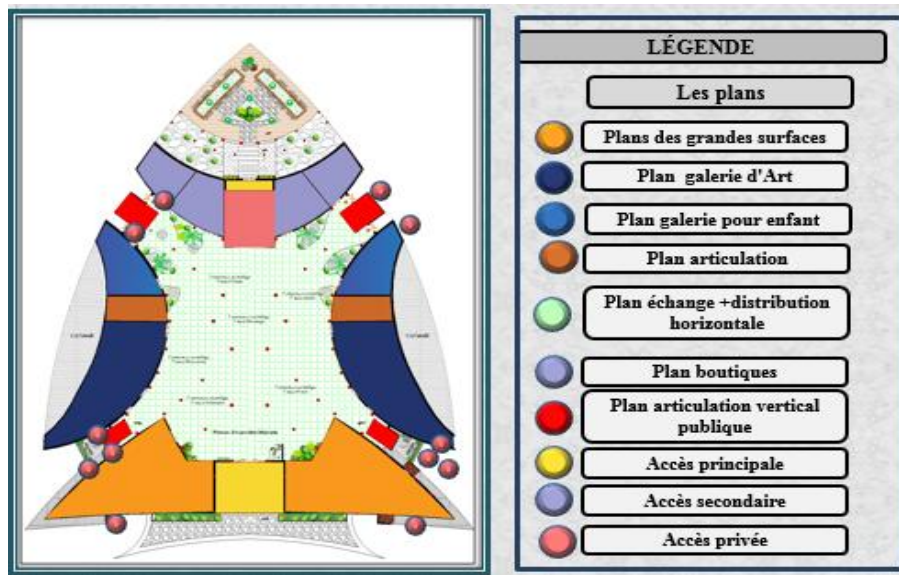 LÉGENDE
Les plans
Plans des grandes surfaces
Plan galerie d'Art
Plan galerie pour enfant
Plan articulation
Plan échange +distribution
horizontale
Plan boutiques
Plan articulation vertical
publique
Accès principale
Accès secondaire
Accès privée